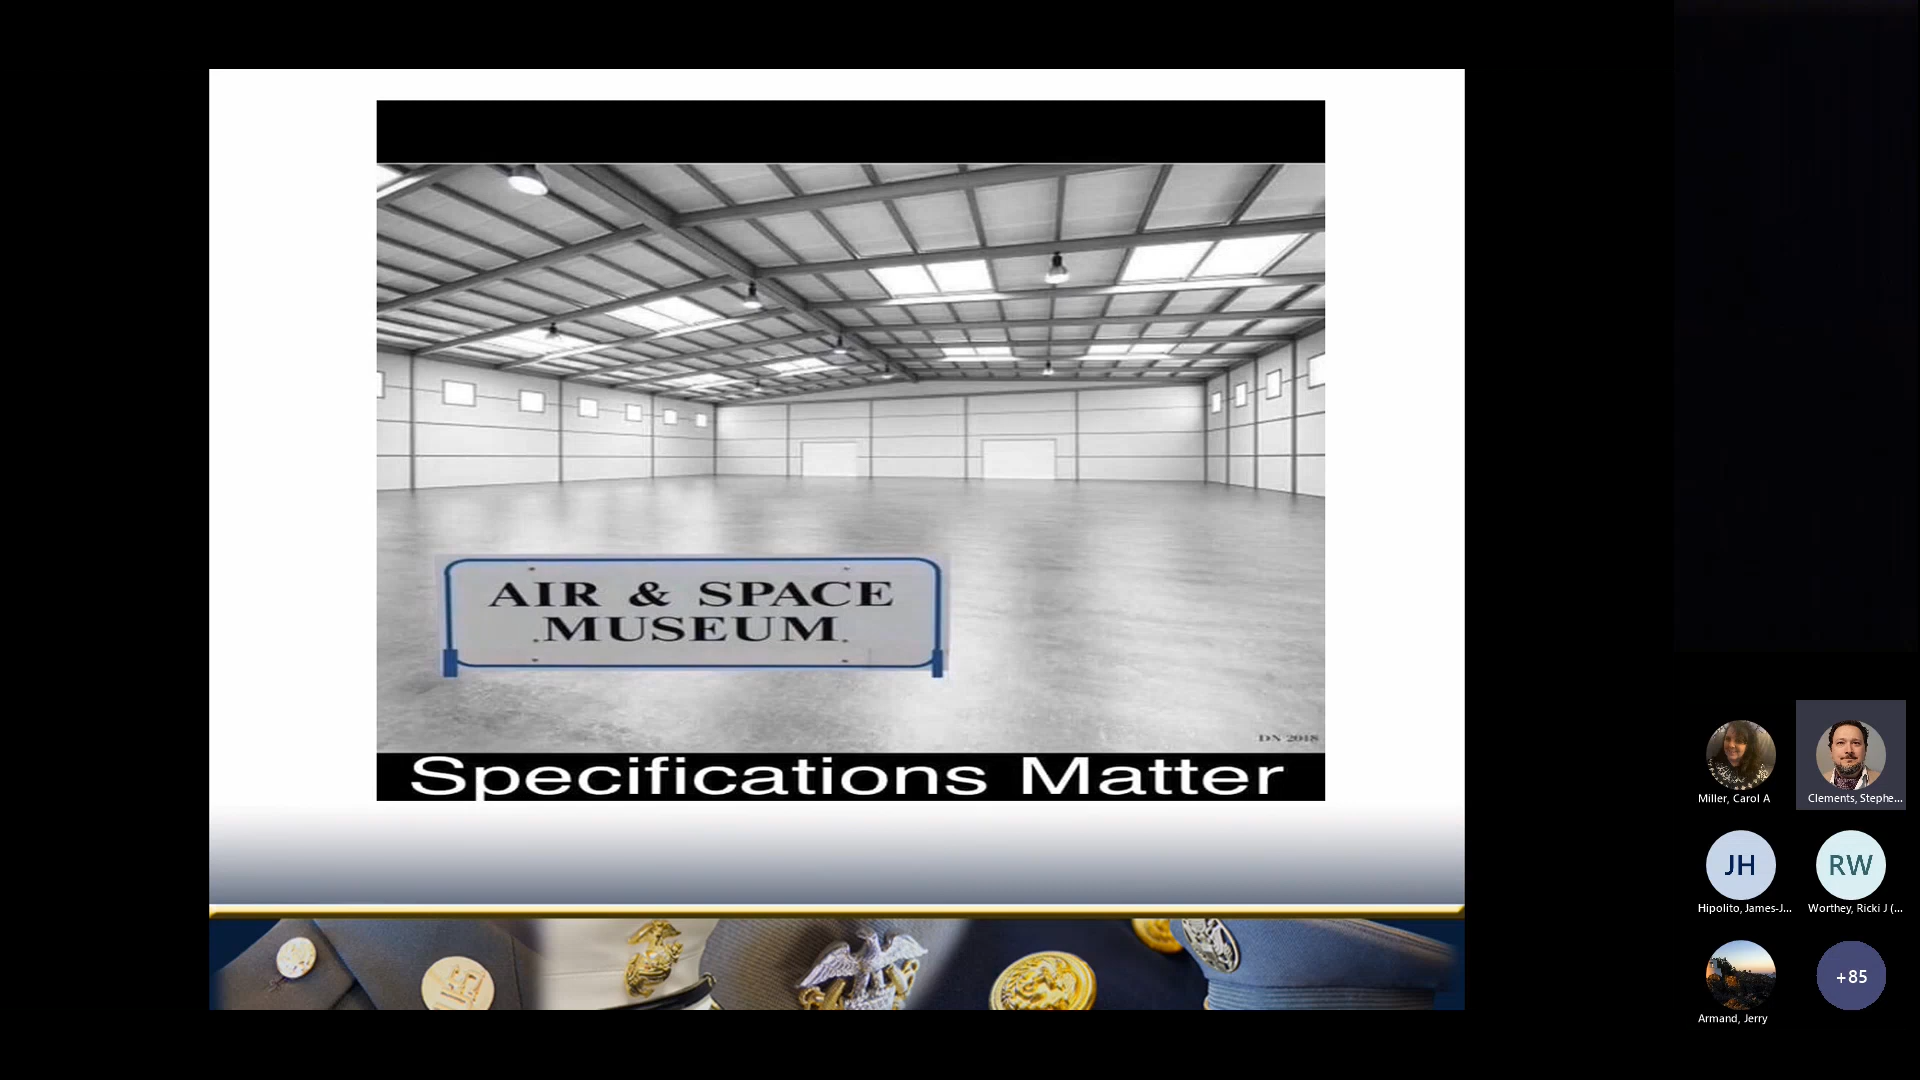 AIR & SPACE
MUSEUM
DN 2018
Specifications Matter
Miller, Carol A
Clements, Stephe...
JH
RW
Hipolito, James-J...
Worthey, Ricki J (...
+85
Armand, Jerry